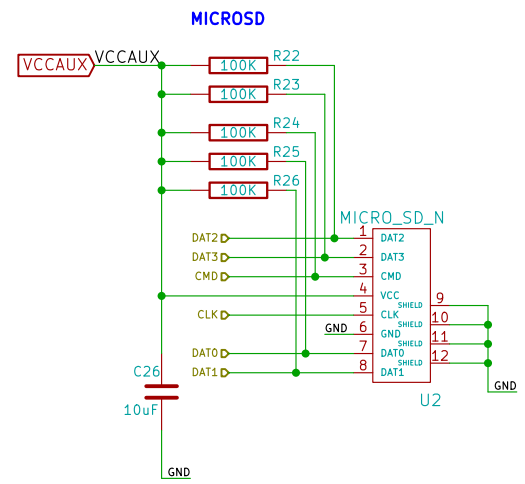 MICROSD
VCCAUX
VCCAUX
R22
100K
R23
100K
R24
100K
R25
100K
R26
100K
MICRO_SD_N
DAT2 1 DAT2
DAT3 2 DAT3
CMD 3 CMD
4 VCC
SHIELD 9
CLK 5 CLK
SHIELD 10
GND 6 GND
SHIELD 11
DAT0 7 DAT0
SHIELD 12
DAT1 8 DAT1
GND
U2
C26
10uF
GND